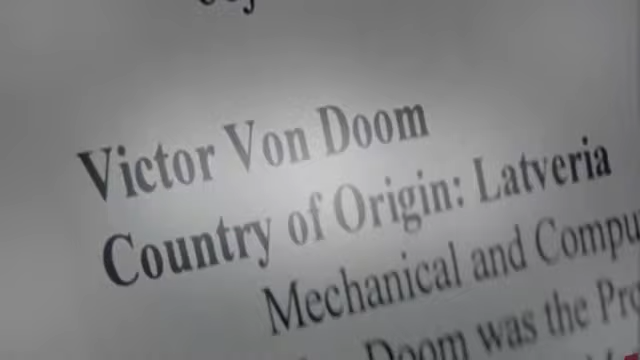 Victor Von Doom
Country of Origin: Latveria
Mechanical and
Doom was the